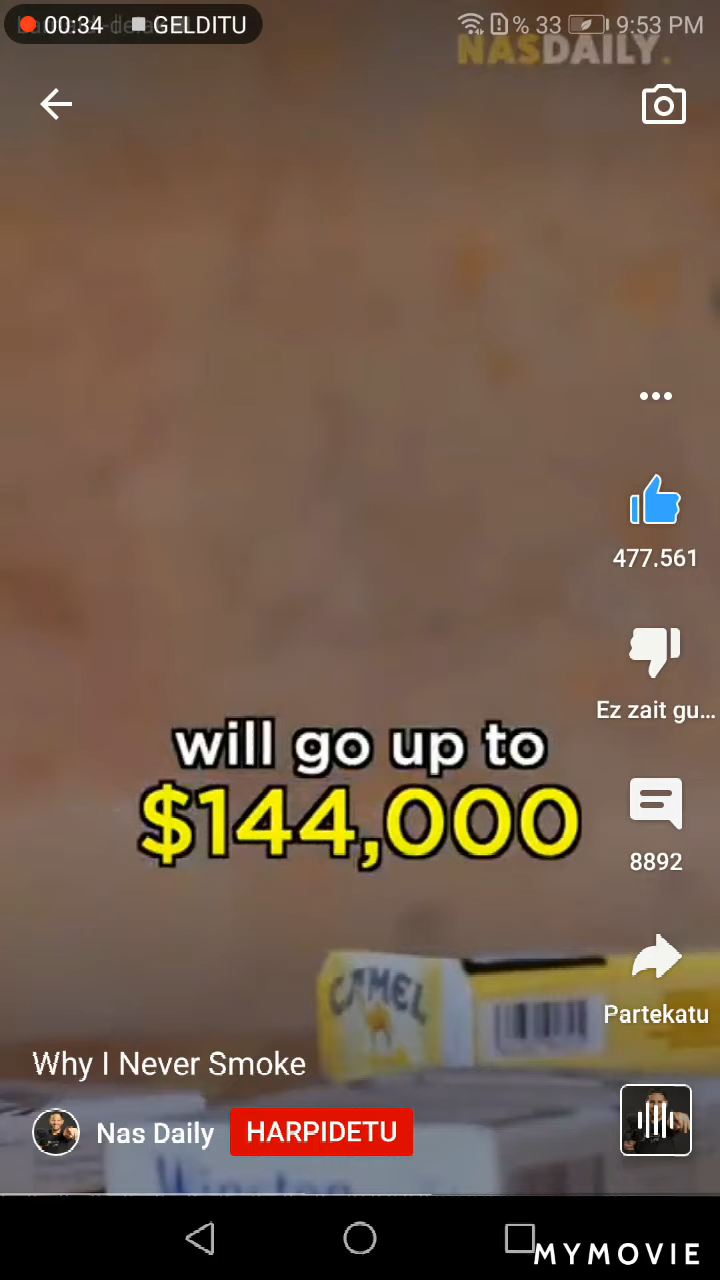 00:34 GELDITU % 33 9:53 PM
NASDAILY.
477.561
Ez zait gu...
will go up to
$144,000
8892
CAMEL
Partekatu
Why I Never Smoke
Nas Daily HARPIDETU
Winston
MYMOVIE